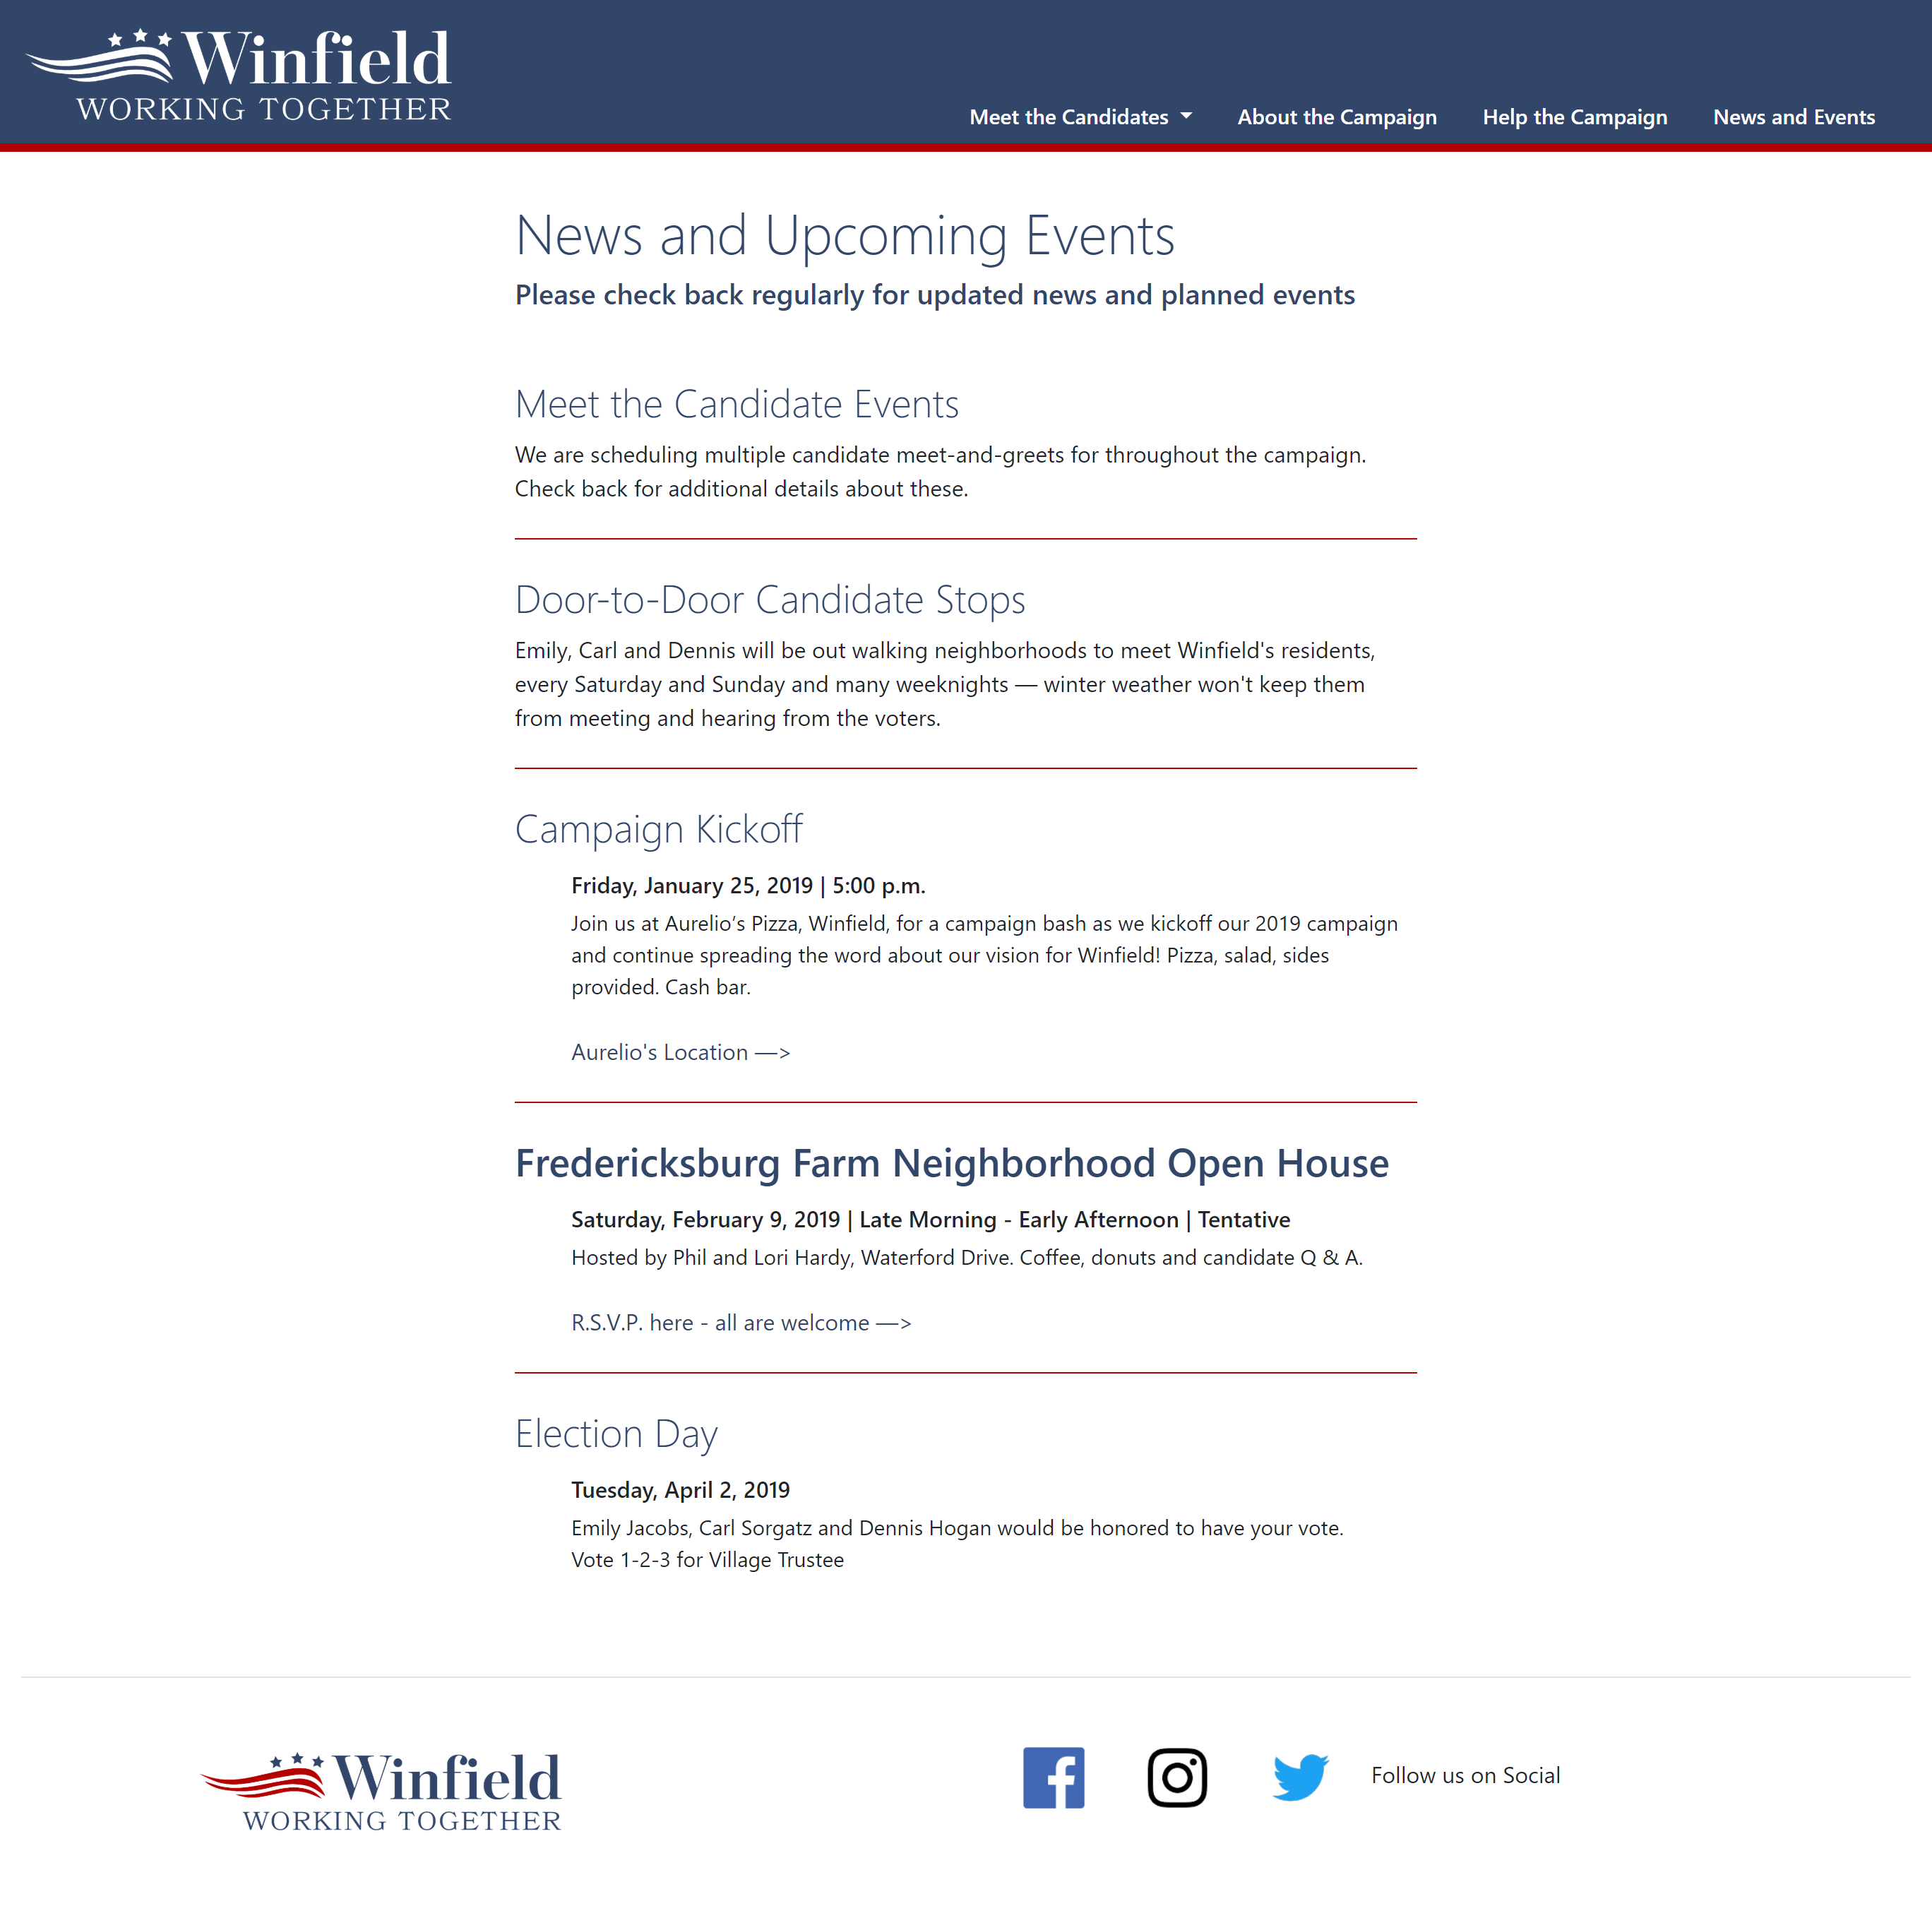 Winfield
WORKING TOGETHER
Meet the Candidates
About the Campaign
Help the Campaign
News and Events
News and Upcoming Events
Please check back regularly for updated news and planned events
Meet the Candidate Events
We are scheduling multiple candidate meet-and-greets for throughout the campaign.
Check back for additional details about these.
Door-to-Door Candidate Stops
Emily, Carl and Dennis will be out walking neighborhoods to meet Winfield's residents,
every Saturday and Sunday and many weeknights — winter weather won't keep them
from meeting and hearing from the voters.
Campaign Kickoff
Friday, January 25, 2019 | 5:00 p.m.
Join us at Aurelio’s Pizza, Winfield, for a campaign bash as we kickoff our 2019 campaign
and continue spreading the word about our vision for Winfield! Pizza, salad, sides
provided. Cash bar.
Aurelio's Location —>
Fredericksburg Farm Neighborhood Open House
Saturday, February 9, 2019 | Late Morning - Early Afternoon | Tentative
Hosted by Phil and Lori Hardy, Waterford Drive. Coffee, donuts and candidate Q & A.
R.S.V.P. here - all are welcome —>
Election Day
Tuesday, April 2, 2019
Emily Jacobs, Carl Sorgatz and Dennis Hogan would be honored to have your vote.
Vote 1-2-3 for Village Trustee
Winfield
WORKING TOGETHER
Follow us on Social